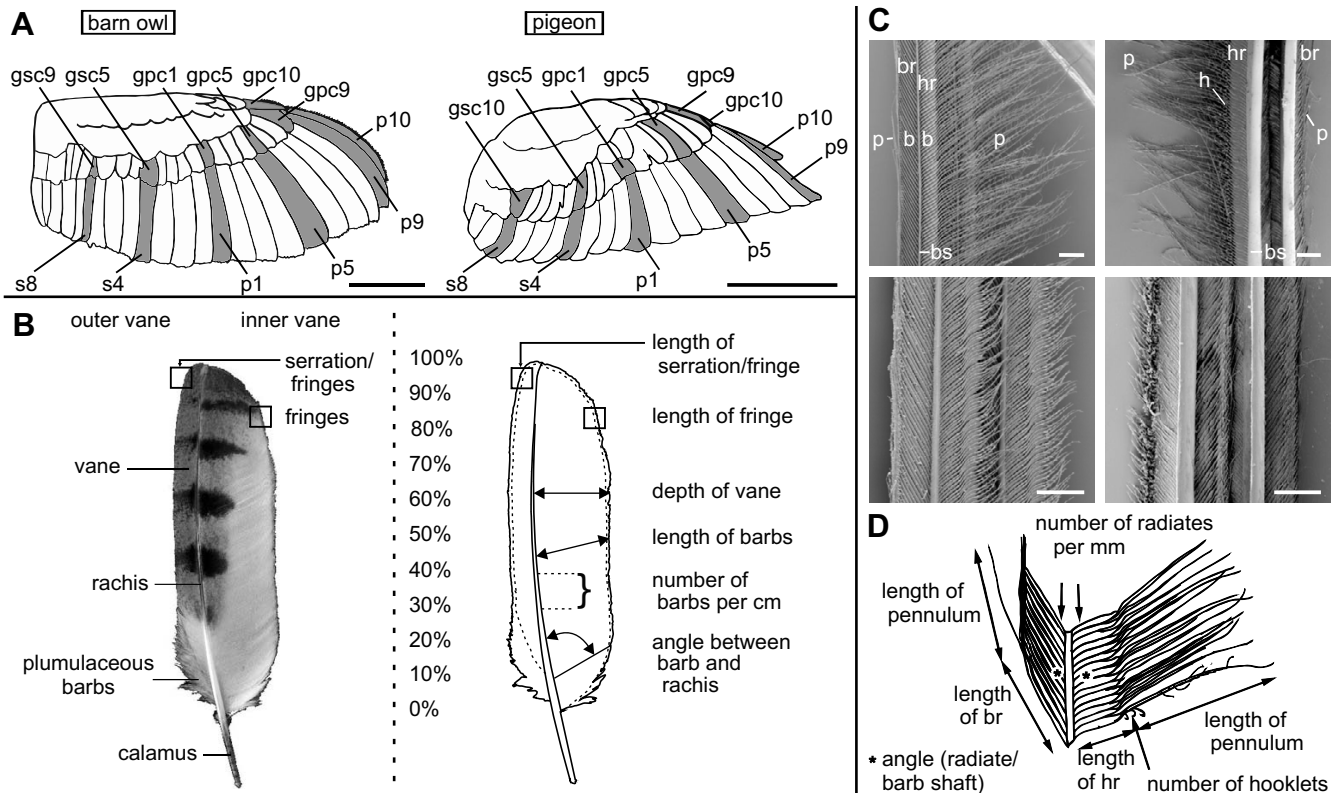 A
barn owl
gsc9 gsc5 gpc1 gpc5 gpc10
gpc9
p10
p9
p5
s8 s4 p1
pigeon
gsc5 gpc1 gpc5 gpc9
gsc10 gpc10
p10
p9
p5
s8 s4 p1
B
outer vane inner vane
serration/
fringes
fringes
vane
rachis
plumulaceous
barbs
calamus
100%
90%
80%
70%
60%
50%
40%
30%
20%
10%
0%
length of
serration/fringe
length of fringe
depth of vane
length of barbs
number of
barbs per cm
angle between
barb and
rachis
C
br
hr
p b b p
bs
p hr br
h
p
bs
D
number of radiates
per mm
length of
pennulum
length
of br
* *
length of
pennulum
length
of hr
number of hooklets
* angle (radiate/
barb shaft)